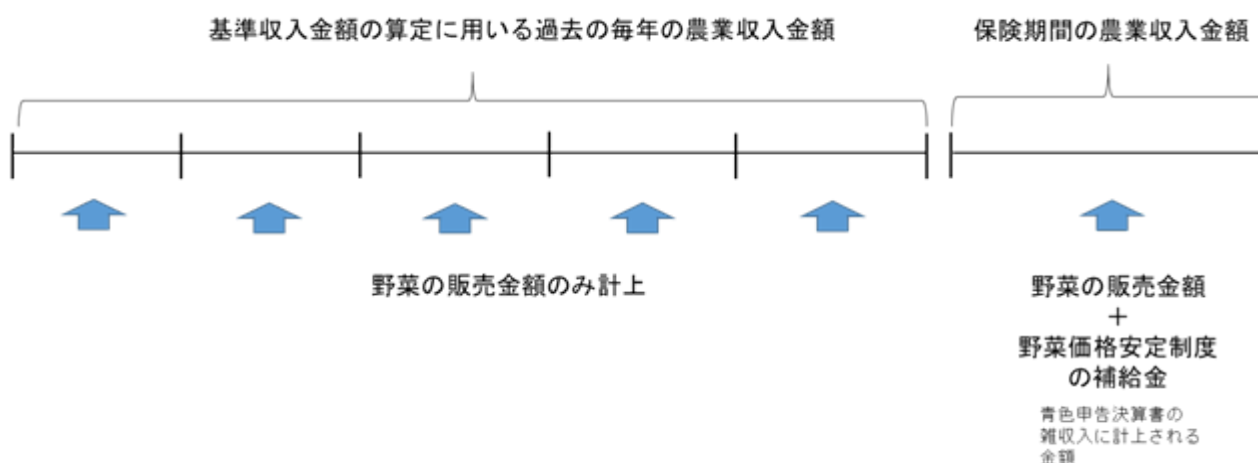 基準収入金額の算定に用いる過去の毎年の農業収入金額
保険期間の農業収入金額
野菜の販売金額のみ計上
野菜の販売金額
＋
野菜価格安定制度
の補給金
青色申告決算書の
雑収入に計上される
金額